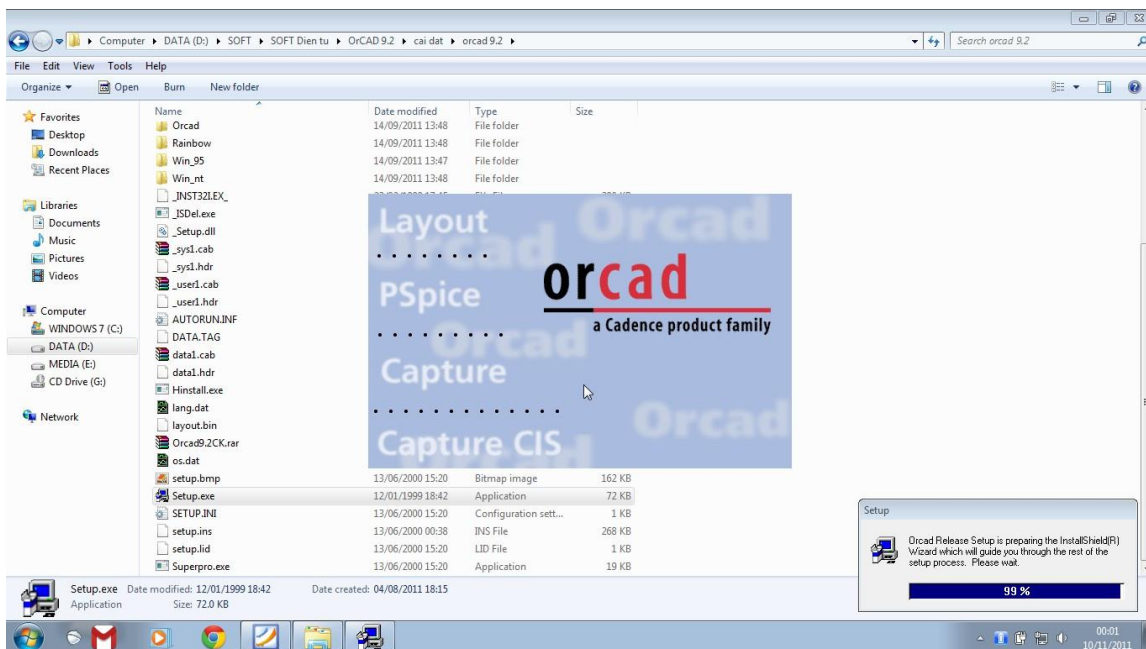 Computer ▸ DATA (D:) ▸ SOFT ▸ SOFT Dien tu ▸ OrCAD 9.2 ▸ cai dat ▸ orcad 9.2 ▸
Search orcad 9.2
File Edit View Tools Help
Organize Open Burn New folder
Name Date modified Type Size
Favorites
Desktop
Downloads
Recent Places
Libraries
Documents
Music
Pictures
Videos
Computer
WINDOWS 7 (C:)
DATA (D:)
MEDIA (E:)
CD Drive (G:)
Network
Orcad 14/09/2011 13:48 File folder
Rainbow 14/09/2011 13:48 File folder
Win_95 14/09/2011 13:47 File folder
Win_nt 14/09/2011 13:48 File folder
_INST32I.EX_
_ISDel.exe
_Setup.dll
_sys1.cab
_sys1.hdr
_user1.cab
_user1.hdr
AUTORUN.INF
DATA.TAG
data1.cab
data1.hdr
Hinstall.exe
lang.dat
layout.bin
Orcad9.2CK.rar
os.dat
setup.bmp 13/06/2000 15:20 Bitmap image 162 KB
Setup.exe 12/01/1999 18:42 Application 72 KB
SETUP.INI 13/06/2000 15:20 Configuration sett... 1 KB
setup.ins 13/06/2000 00:38 INS File 268 KB
setup.lid 13/06/2000 15:20 LID File 1 KB
Superpro.exe 13/06/2000 15:20 Application 19 KB
Layout
Orcad
Orcad
PSpice
orcad
a Cadence product family
Orcad
Capture
Orcad
Capture CIS
Setup
Orcad Release Setup is preparing the InstallShield(R)
Wizard which will guide you through the rest of the
setup process. Please wait.
99 %
Setup.exe Date modified: 12/01/1999 18:42 Date created: 04/08/2011 18:15
Application Size: 72.0 KB
00:01
10/11/2011